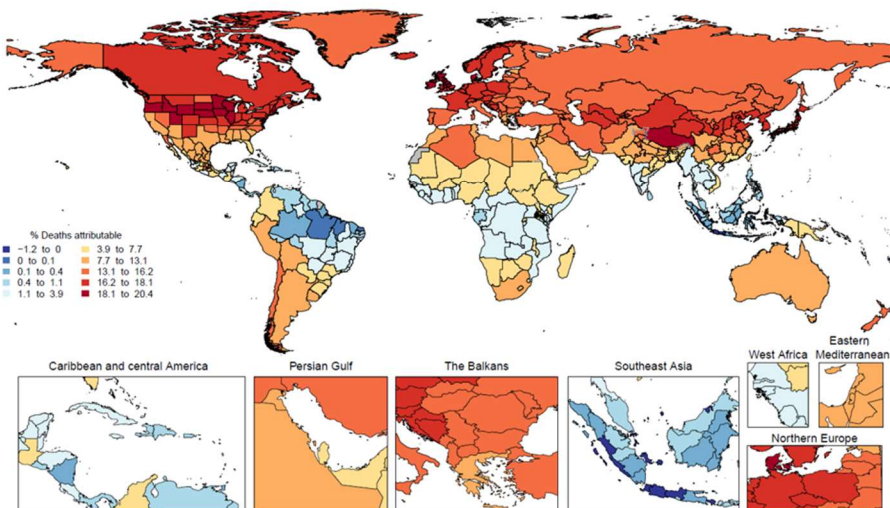 % Deaths attributable
−1.2 to 0
0 to 0.1
0.1 to 0.4
0.4 to 1.1
1.1 to 3.9
3.9 to 7.7
7.7 to 13.1
13.1 to 16.2
16.2 to 18.1
18.1 to 20.4
Caribbean and central America
Persian Gulf
The Balkans
Southeast Asia
West Africa
Eastern
Mediterranean
Northern Europe